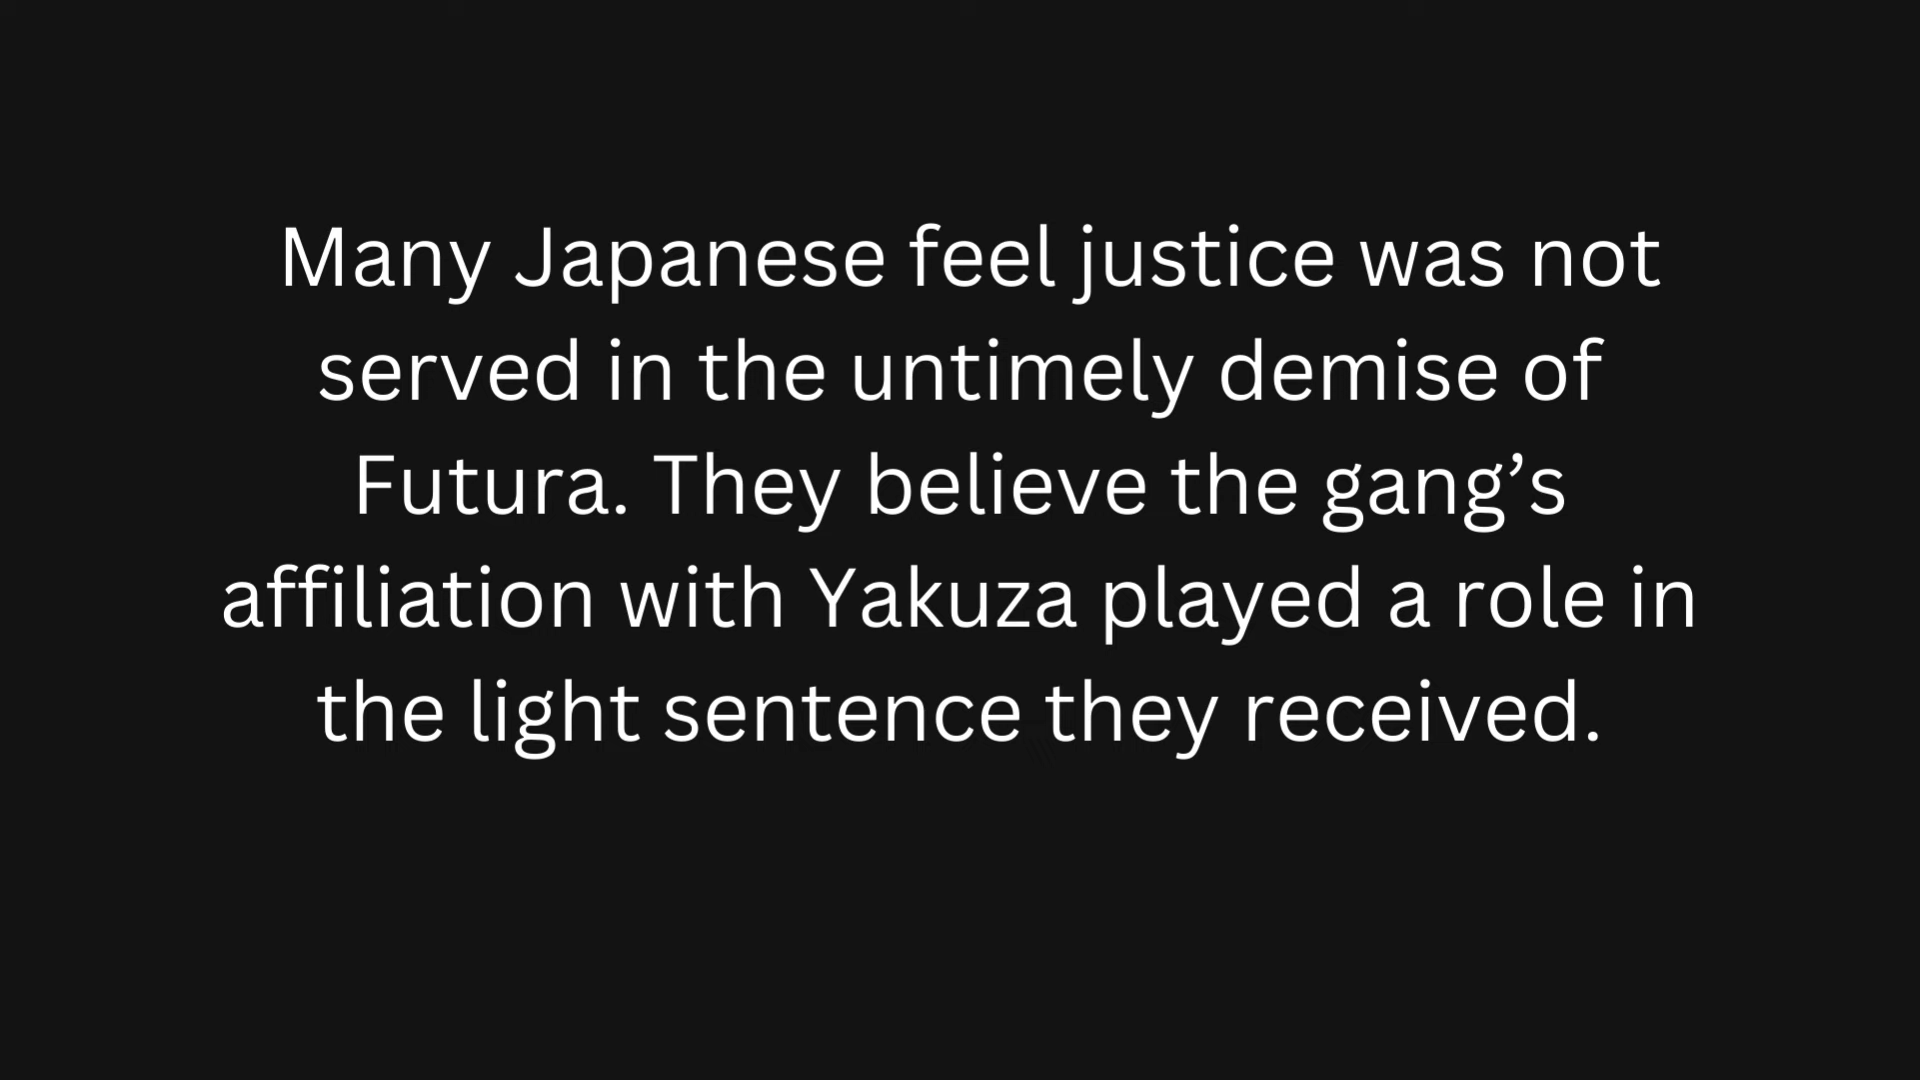 Many Japanese feel justice was not
served in the untimely demise of
Futura. They believe the gang’s
affiliation with Yakuza played a role in
the light sentence they received.